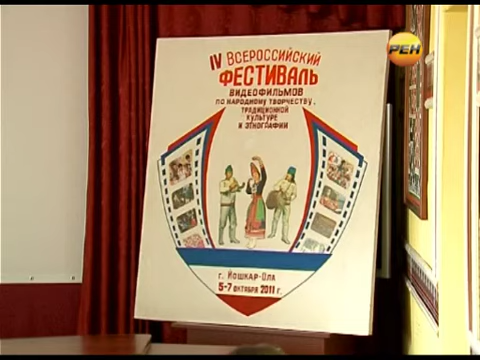 IV ВСЕРОССИЙСКИЙ
ФЕСТИВАЛЬ
ВИДЕОФИЛЬМОВ
ПО НАРОДНОМУ ТВОРЧЕСТВУ,
ТРАДИЦИОННОЙ
КУЛЬТУРЕ
И ЭТНОГРАФИИ
г. ЙОШКАР-ОЛА
5-7 ОКТЯБРЯ 2011 г.
РЕН